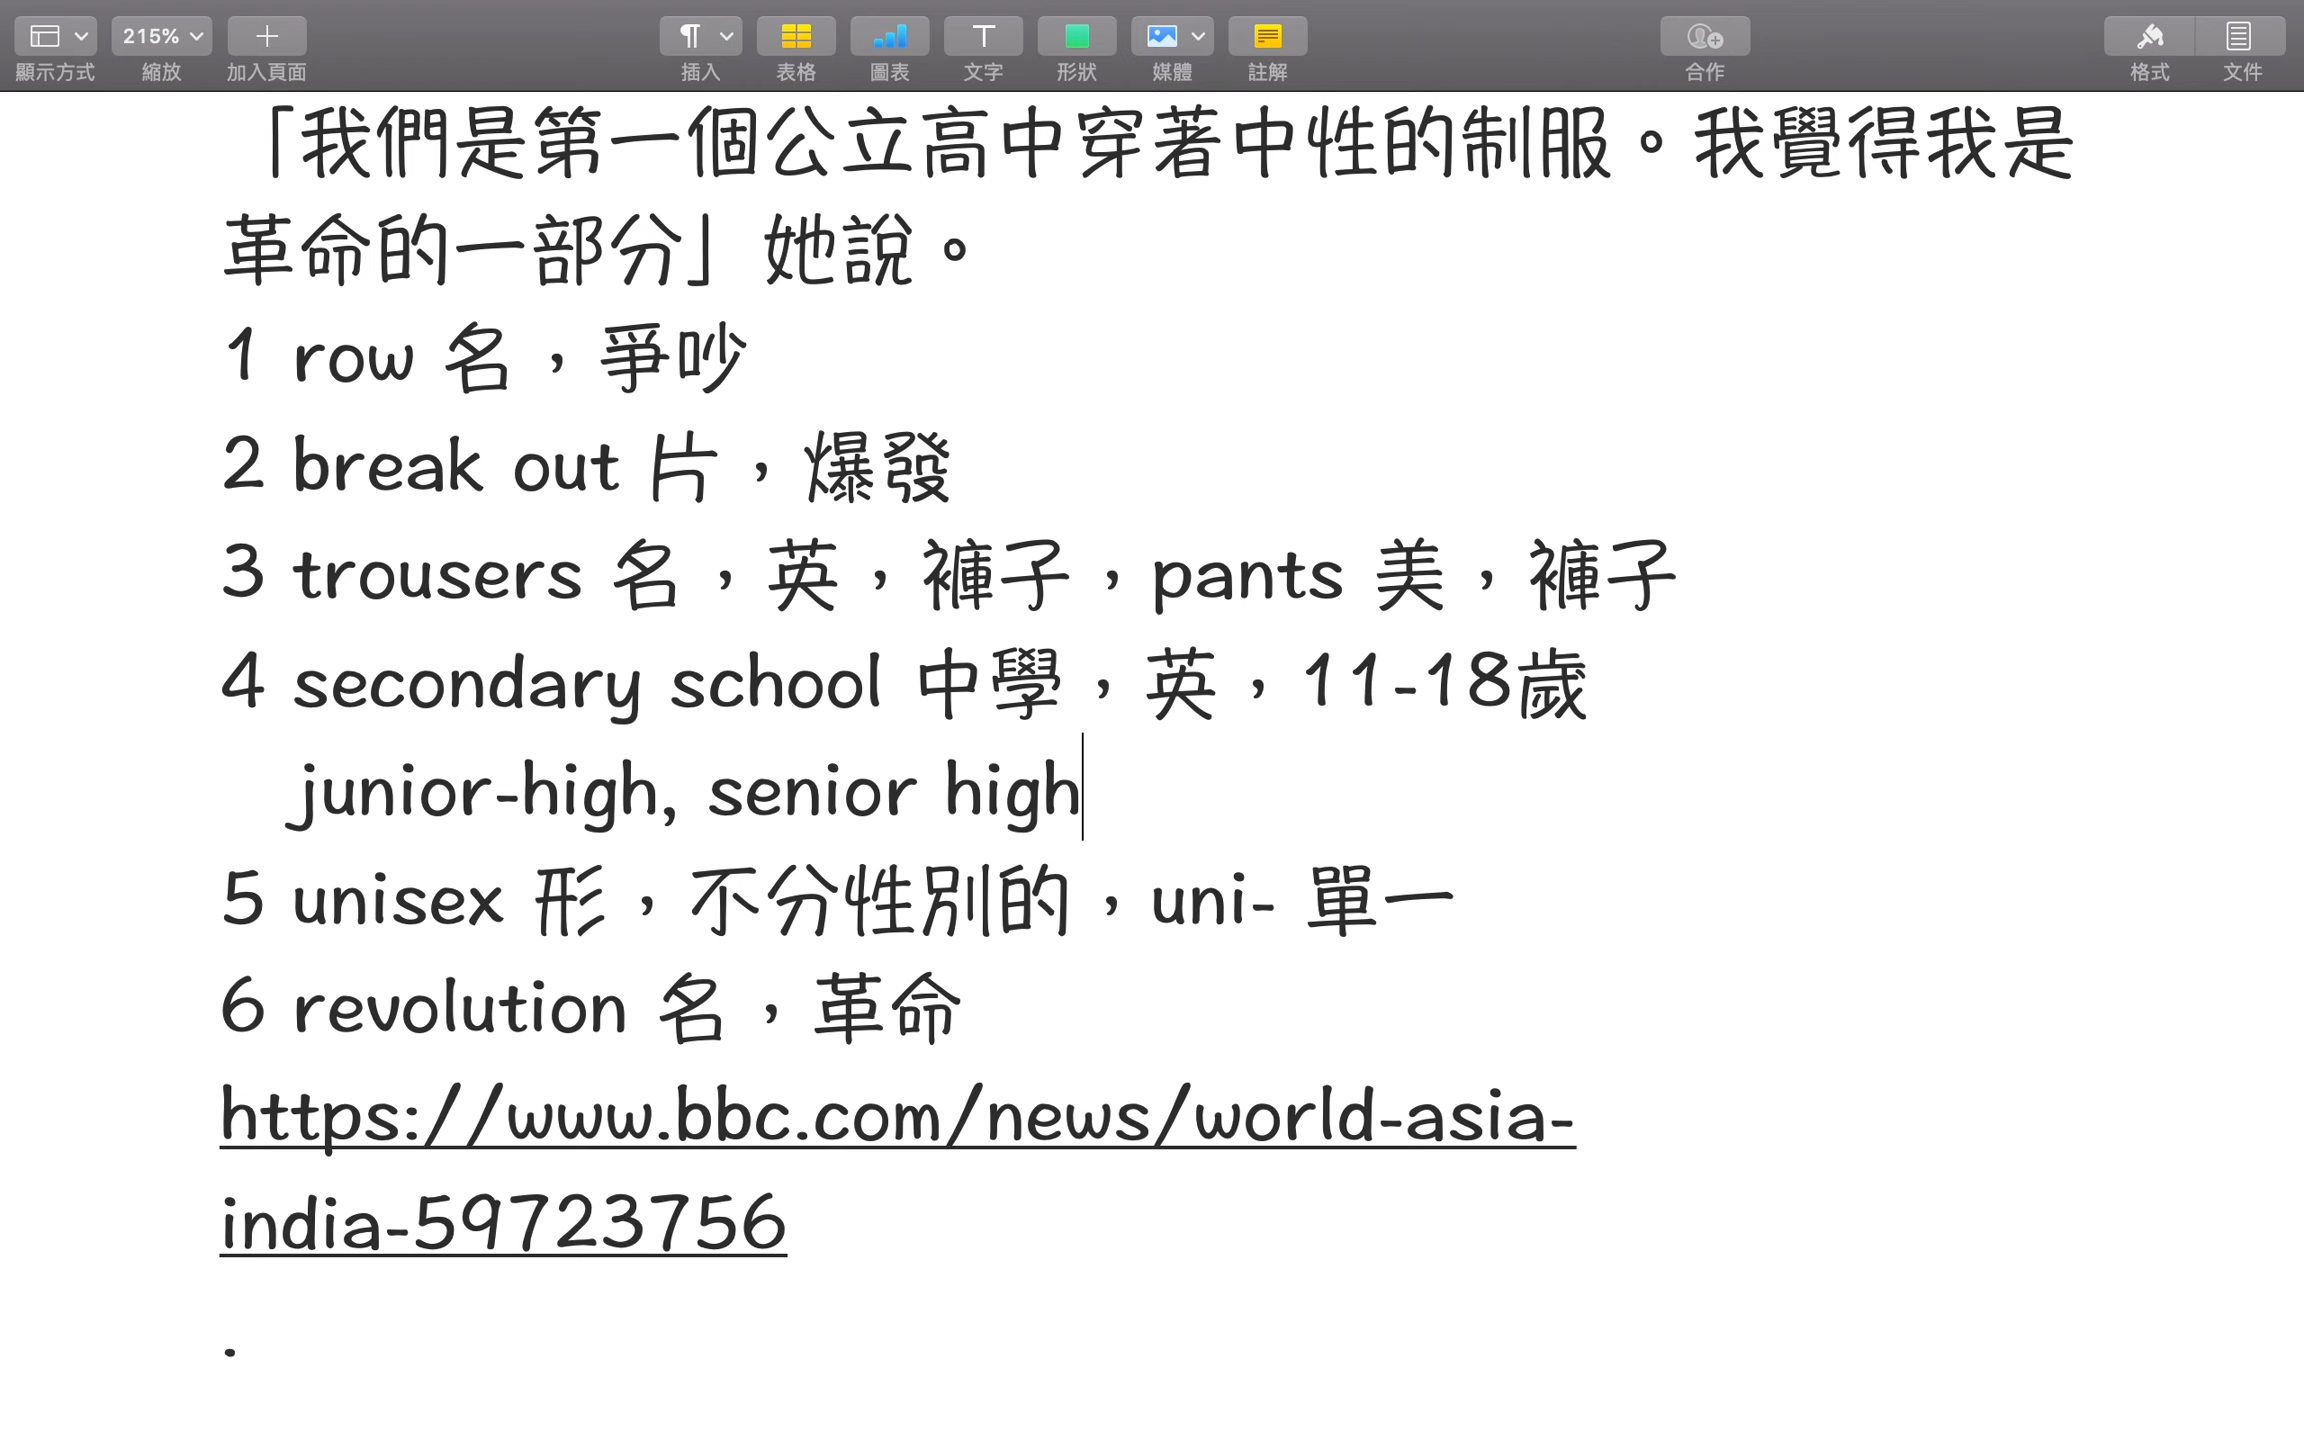 215%
顯示方式 縮放 加入頁面 插入 表格 圖表 文字 形狀 媒體 註解 合作 格式 文件
「我們是第一個公立高中穿著中性的制服。我覺得我是
革命的一部分」她說。
1 row 名，爭吵
2 break out 片，爆發
3 trousers 名，英，褲子，pants 美，褲子
4 secondary school 中學，英，11-18歲
junior-high, senior high
5 unisex 形，不分性別的，uni- 單一
6 revolution 名，革命
https://www.bbc.com/news/world-asia-
india-59723756
.